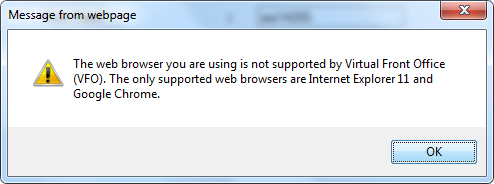 Message from webpage
The web browser you are using is not supported by Virtual Front Office
(VFO). The only supported web browsers are Internet Explorer 11 and
Google Chrome.
OK